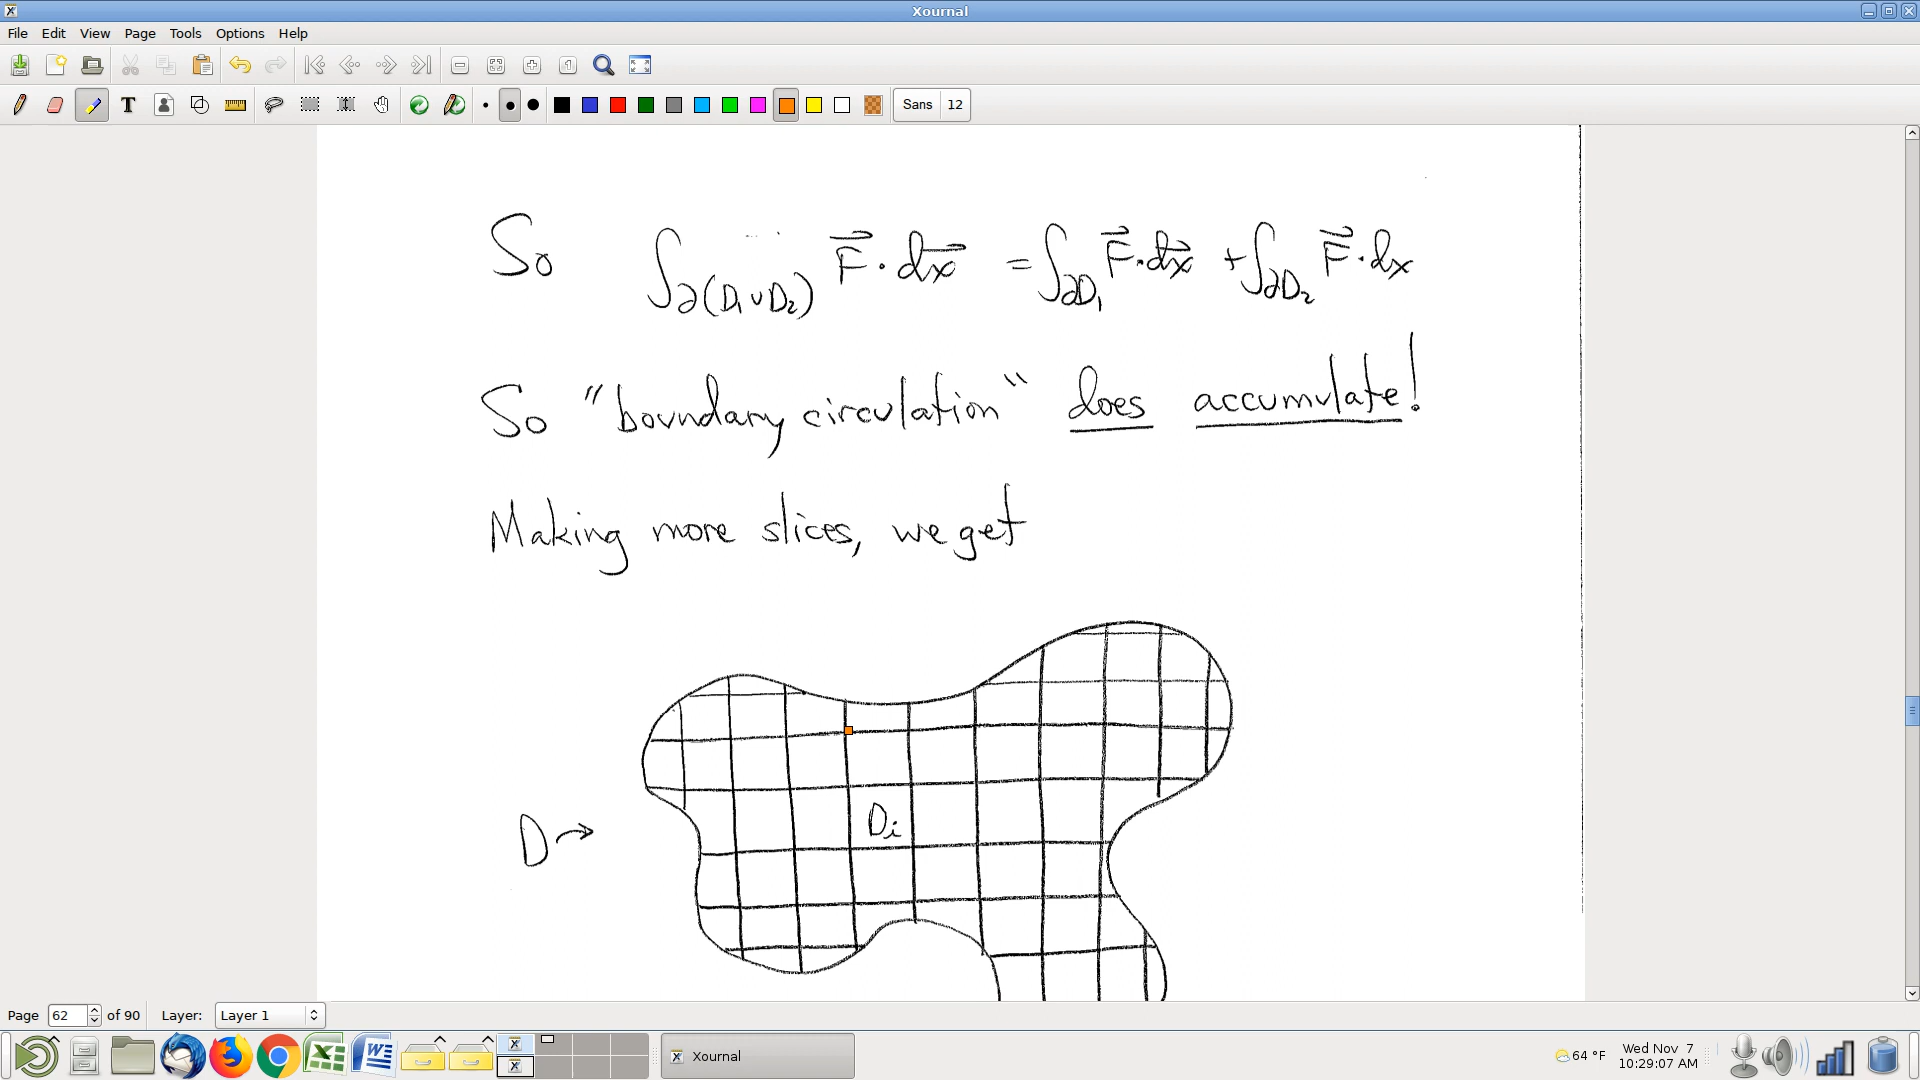 Xournal
File Edit View Page Tools Options Help
Sans 12
So ∫∂(D₁∪D₂) F⃗·dx⃗ = ∫∂D₁ F⃗·dx⃗ + ∫∂D₂ F⃗·dx
So "boundary circulation" does accumulate!
Making more slices, we get
D→
Dᵢ
Page 62 of 90 Layer: Layer 1
Xournal
64 °F
Wed Nov 7
10:29:07 AM